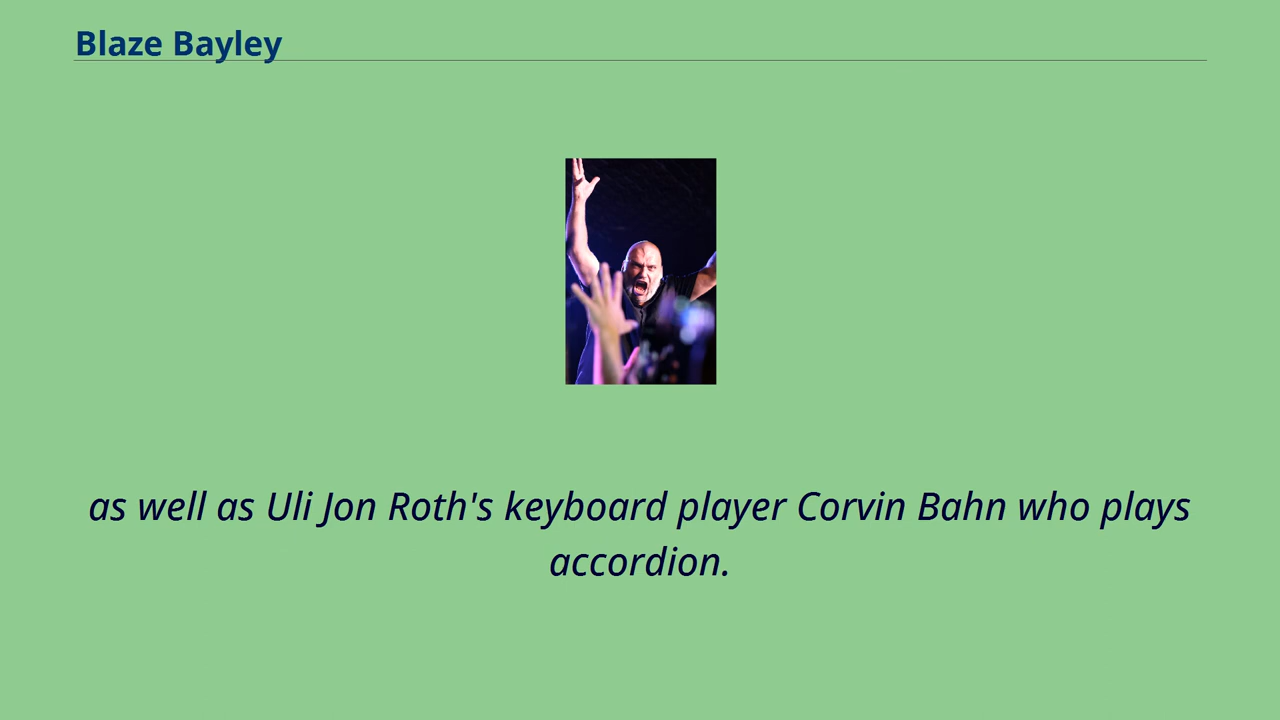 Blaze Bayley
as well as Uli Jon Roth's keyboard player Corvin Bahn who plays
accordion.